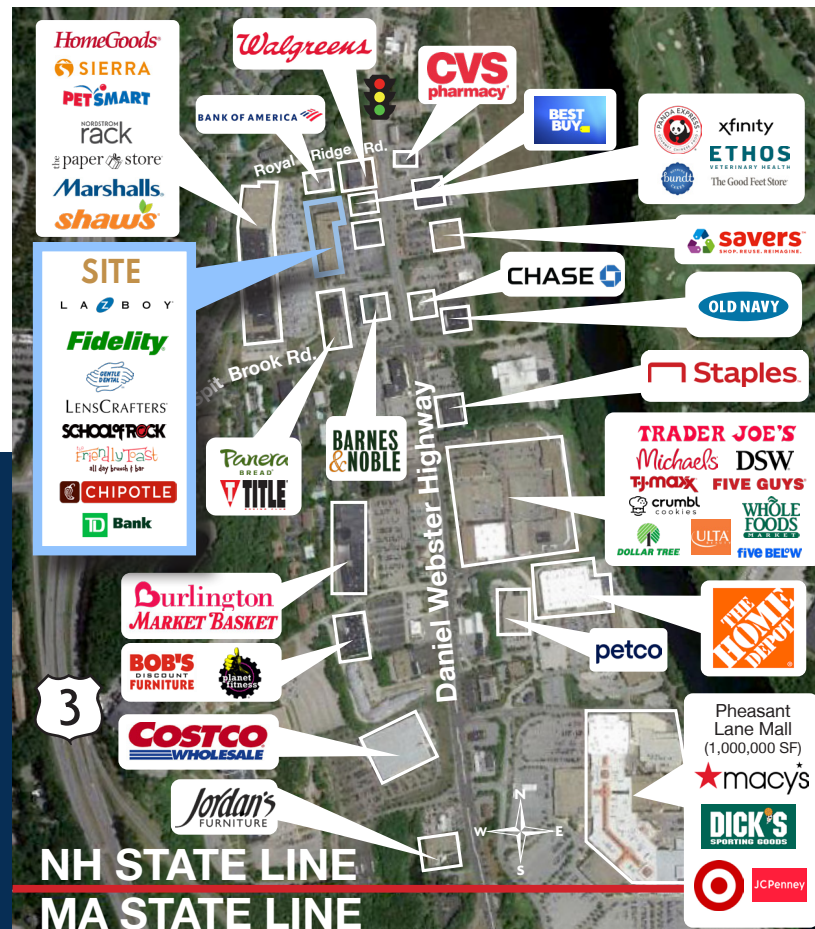 HomeGoods®
SIERRA
PETSMART
NORDSTROM
rack
the paper store
Marshalls.
Shaw's
Walgreens
CVS
pharmacy®
BANK OF AMERICA
Royal Ridge Rd.
BEST
BUY
PANDA EXPRESS
xfinity
ETHOS
VETERINARY HEALTH
bundt
The Good Feet Store
savers™
SHOP. REUSE. REIMAGINE.
SITE
LA Z BOY
Fidelity
GENTLE
DENTAL
LENSCRAFTERS
SCHOOL of ROCK
the Friendly Toast
all day brunch & bar
CHIPOTLE
TD Bank
CHASE
OLD NAVY
Spit Brook Rd.
Staples
Panera
BREAD®
TITLE
BARNES
&NOBLE
Daniel Webster Highway
TRADER JOE'S
Michaels DSW
T.J.maxx FIVE GUYS®
crumbl
cookies
WHOLE
FOODS
MARKET
DOLLAR TREE
ULTA
five BELOW
Burlington
MARKET BASKET
BOB'S
DISCOUNT
FURNITURE
planet
fitness
petco
THE
HOME
DEPOT
3
COSTCO
WHOLESALE
Jordan's
FURNITURE
Pheasant
Lane Mall
(1,000,000 SF)
macy's
DICK'S
SPORTING GOODS
JCPenney
N
W E
S
NH STATE LINE
MA STATE LINE